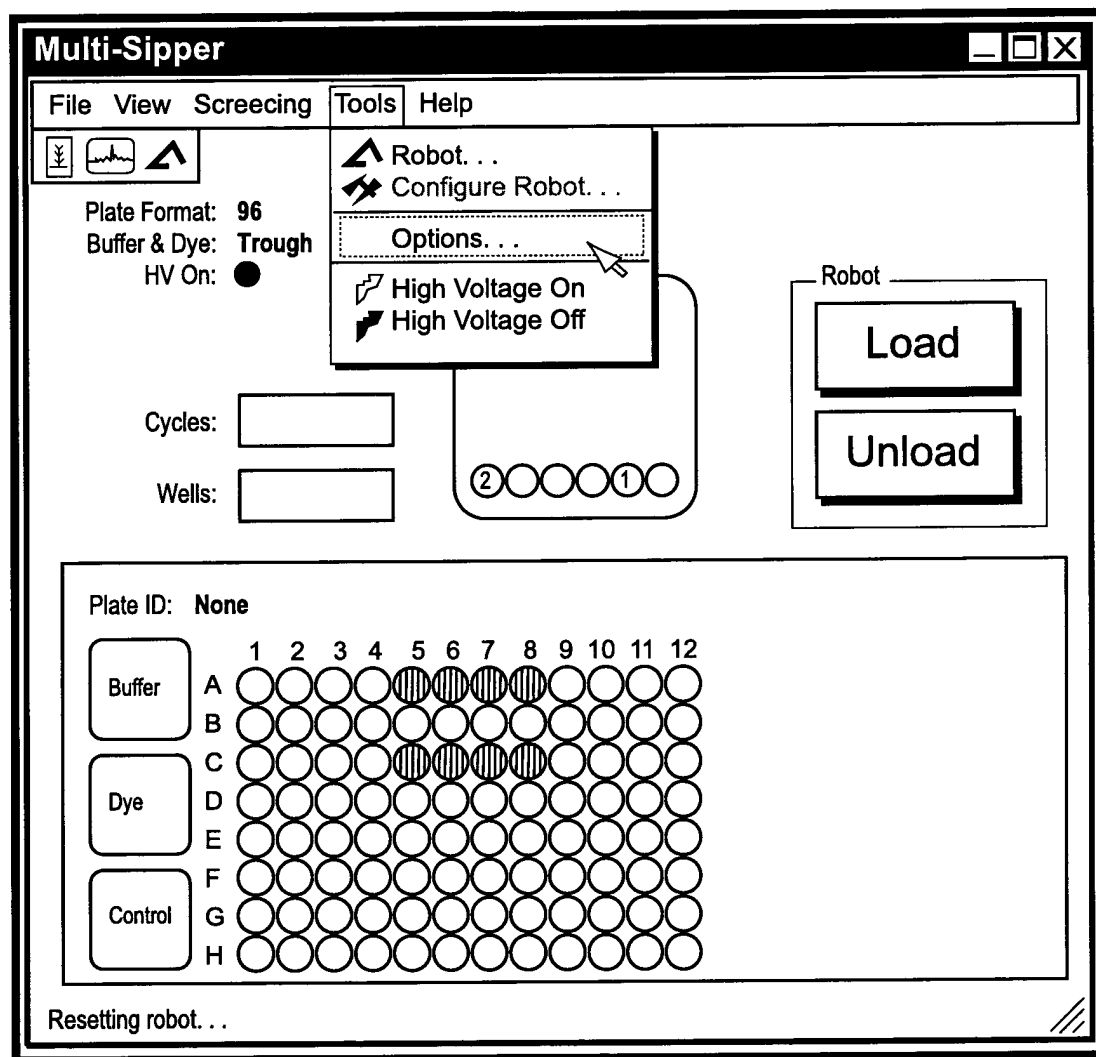 Multi-Sipper
File View Screecing Tools Help
Robot. . .
Configure Robot. . .
Options. . .
High Voltage On
High Voltage Off
Plate Format: 96
Buffer & Dye: Trough
HV On:
Robot
Load
Unload
Cycles:
Wells:
2 1
Plate ID: None
1 2 3 4 5 6 7 8 9 10 11 12
Buffer
Dye
Control
A
B
C
D
E
F
G
H
Resetting robot. . .